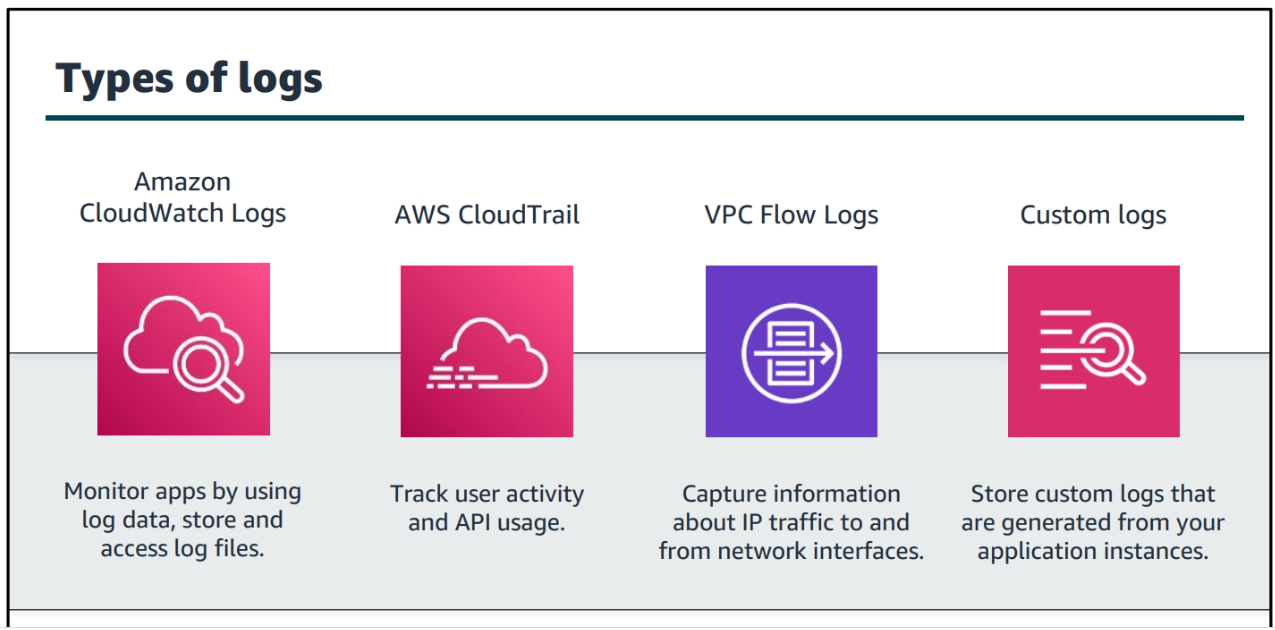 Types of logs
Amazon
CloudWatch Logs
AWS CloudTrail
VPC Flow Logs
Custom logs
Monitor apps by using
log data, store and
access log files.
Track user activity
and API usage.
Capture information
about IP traffic to and
from network interfaces.
Store custom logs that
are generated from your
application instances.